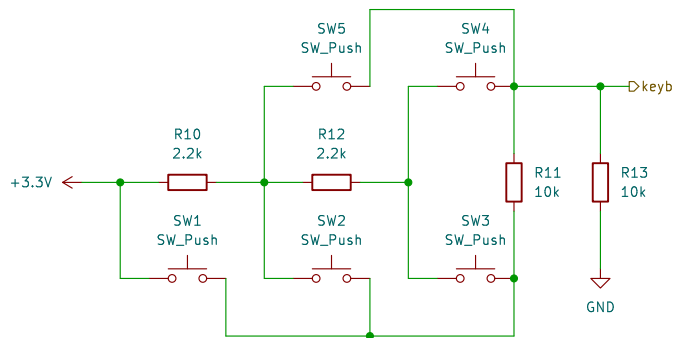 SW5
SW_Push
SW4
SW_Push
keyb
R10
2.2k
R12
2.2k
+3.3V
R11
10k
R13
10k
SW1
SW_Push
SW2
SW_Push
SW3
SW_Push
GND